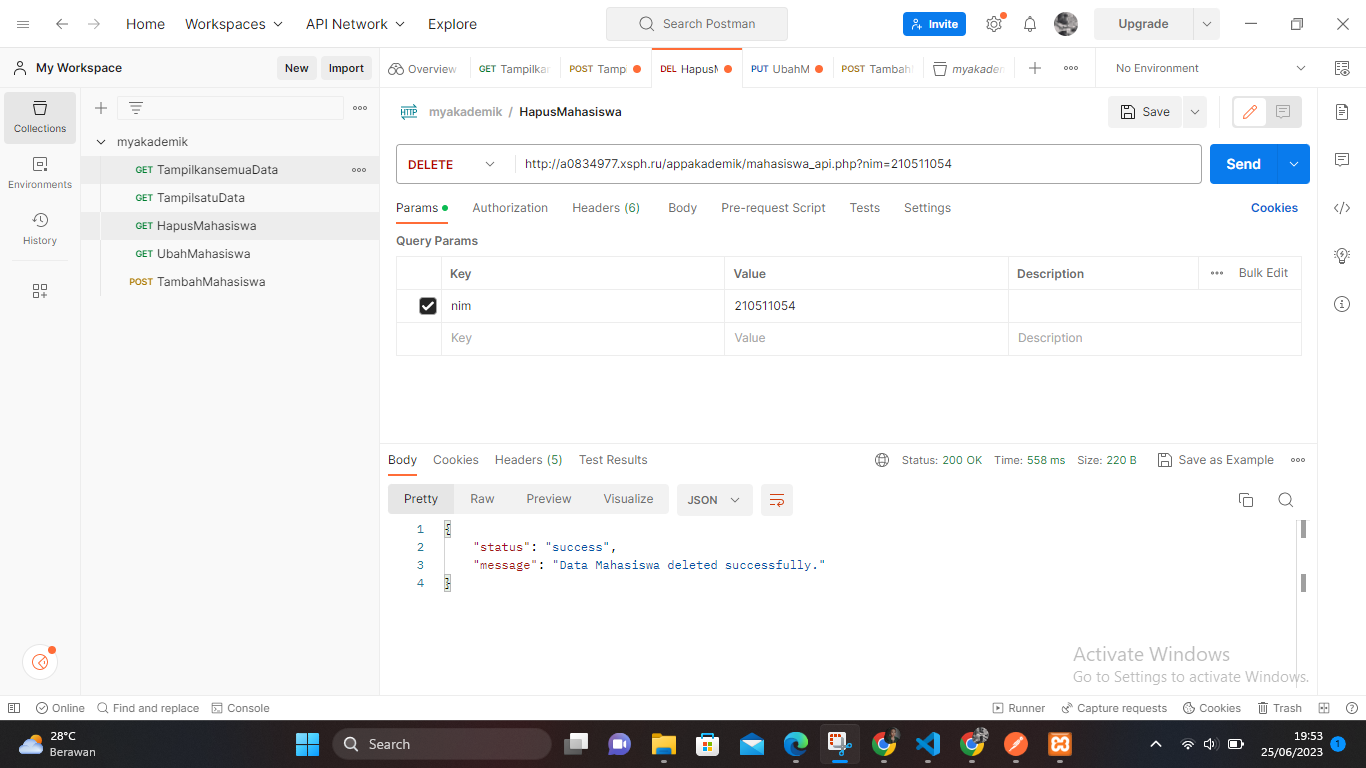 Home Workspaces API Network Explore Search Postman Invite Upgrade
My Workspace New Import Overview GET Tampilkan POST Tamp DEL HapusM UbahM PUT POST Tambah myakaden No Environment
Collections
Environments
History
myakademik
GET TampilkansemuaData
GET TampilsatuData
GET HapusMahasiswa
GET UbahMahasiswa
POST TambahMahasiswa
HTTP myakademik / HapusMahasiswa Save
DELETE http://a0834977.xsph.ru/appakademik/mahasiswa_api.php?nim=210511054 Send
Params Authorization Headers (6) Body Pre-request Script Tests Settings Cookies
Query Params
Key Value Description Bulk Edit
nim 210511054
Key Value Description
Body Cookies Headers (5) Test Results Status: 200 OK Time: 558 ms Size: 220 B Save as Example
Pretty Raw Preview Visualize JSON
1 {
2 "status": "success",
3 "message": "Data Mahasiswa deleted successfully."
4 }
Activate Windows
Go to Settings to activate Windows.
Online Find and replace Console Runner Capture requests Cookies Trash
28°C
Berawan
Search
19:53
25/06/2023
1